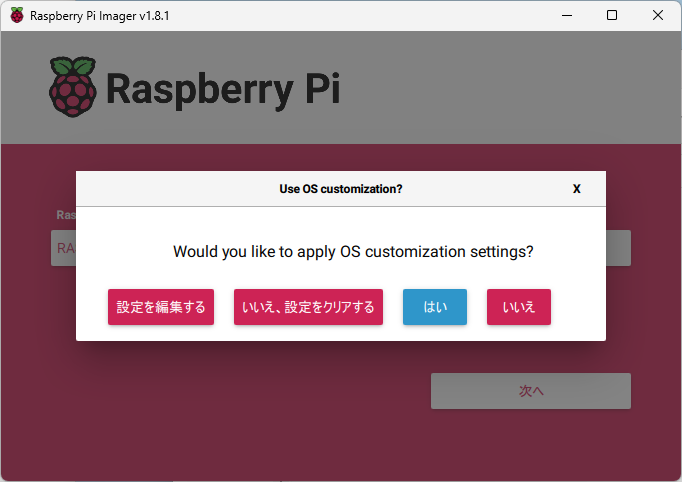 Raspberry Pi Imager v1.8.1
Raspberry Pi
Use OS customization?
X
Ras
RA
Would you like to apply OS customization settings?
設定を編集する
いいえ、設定をクリアする
はい
いいえ
次へ